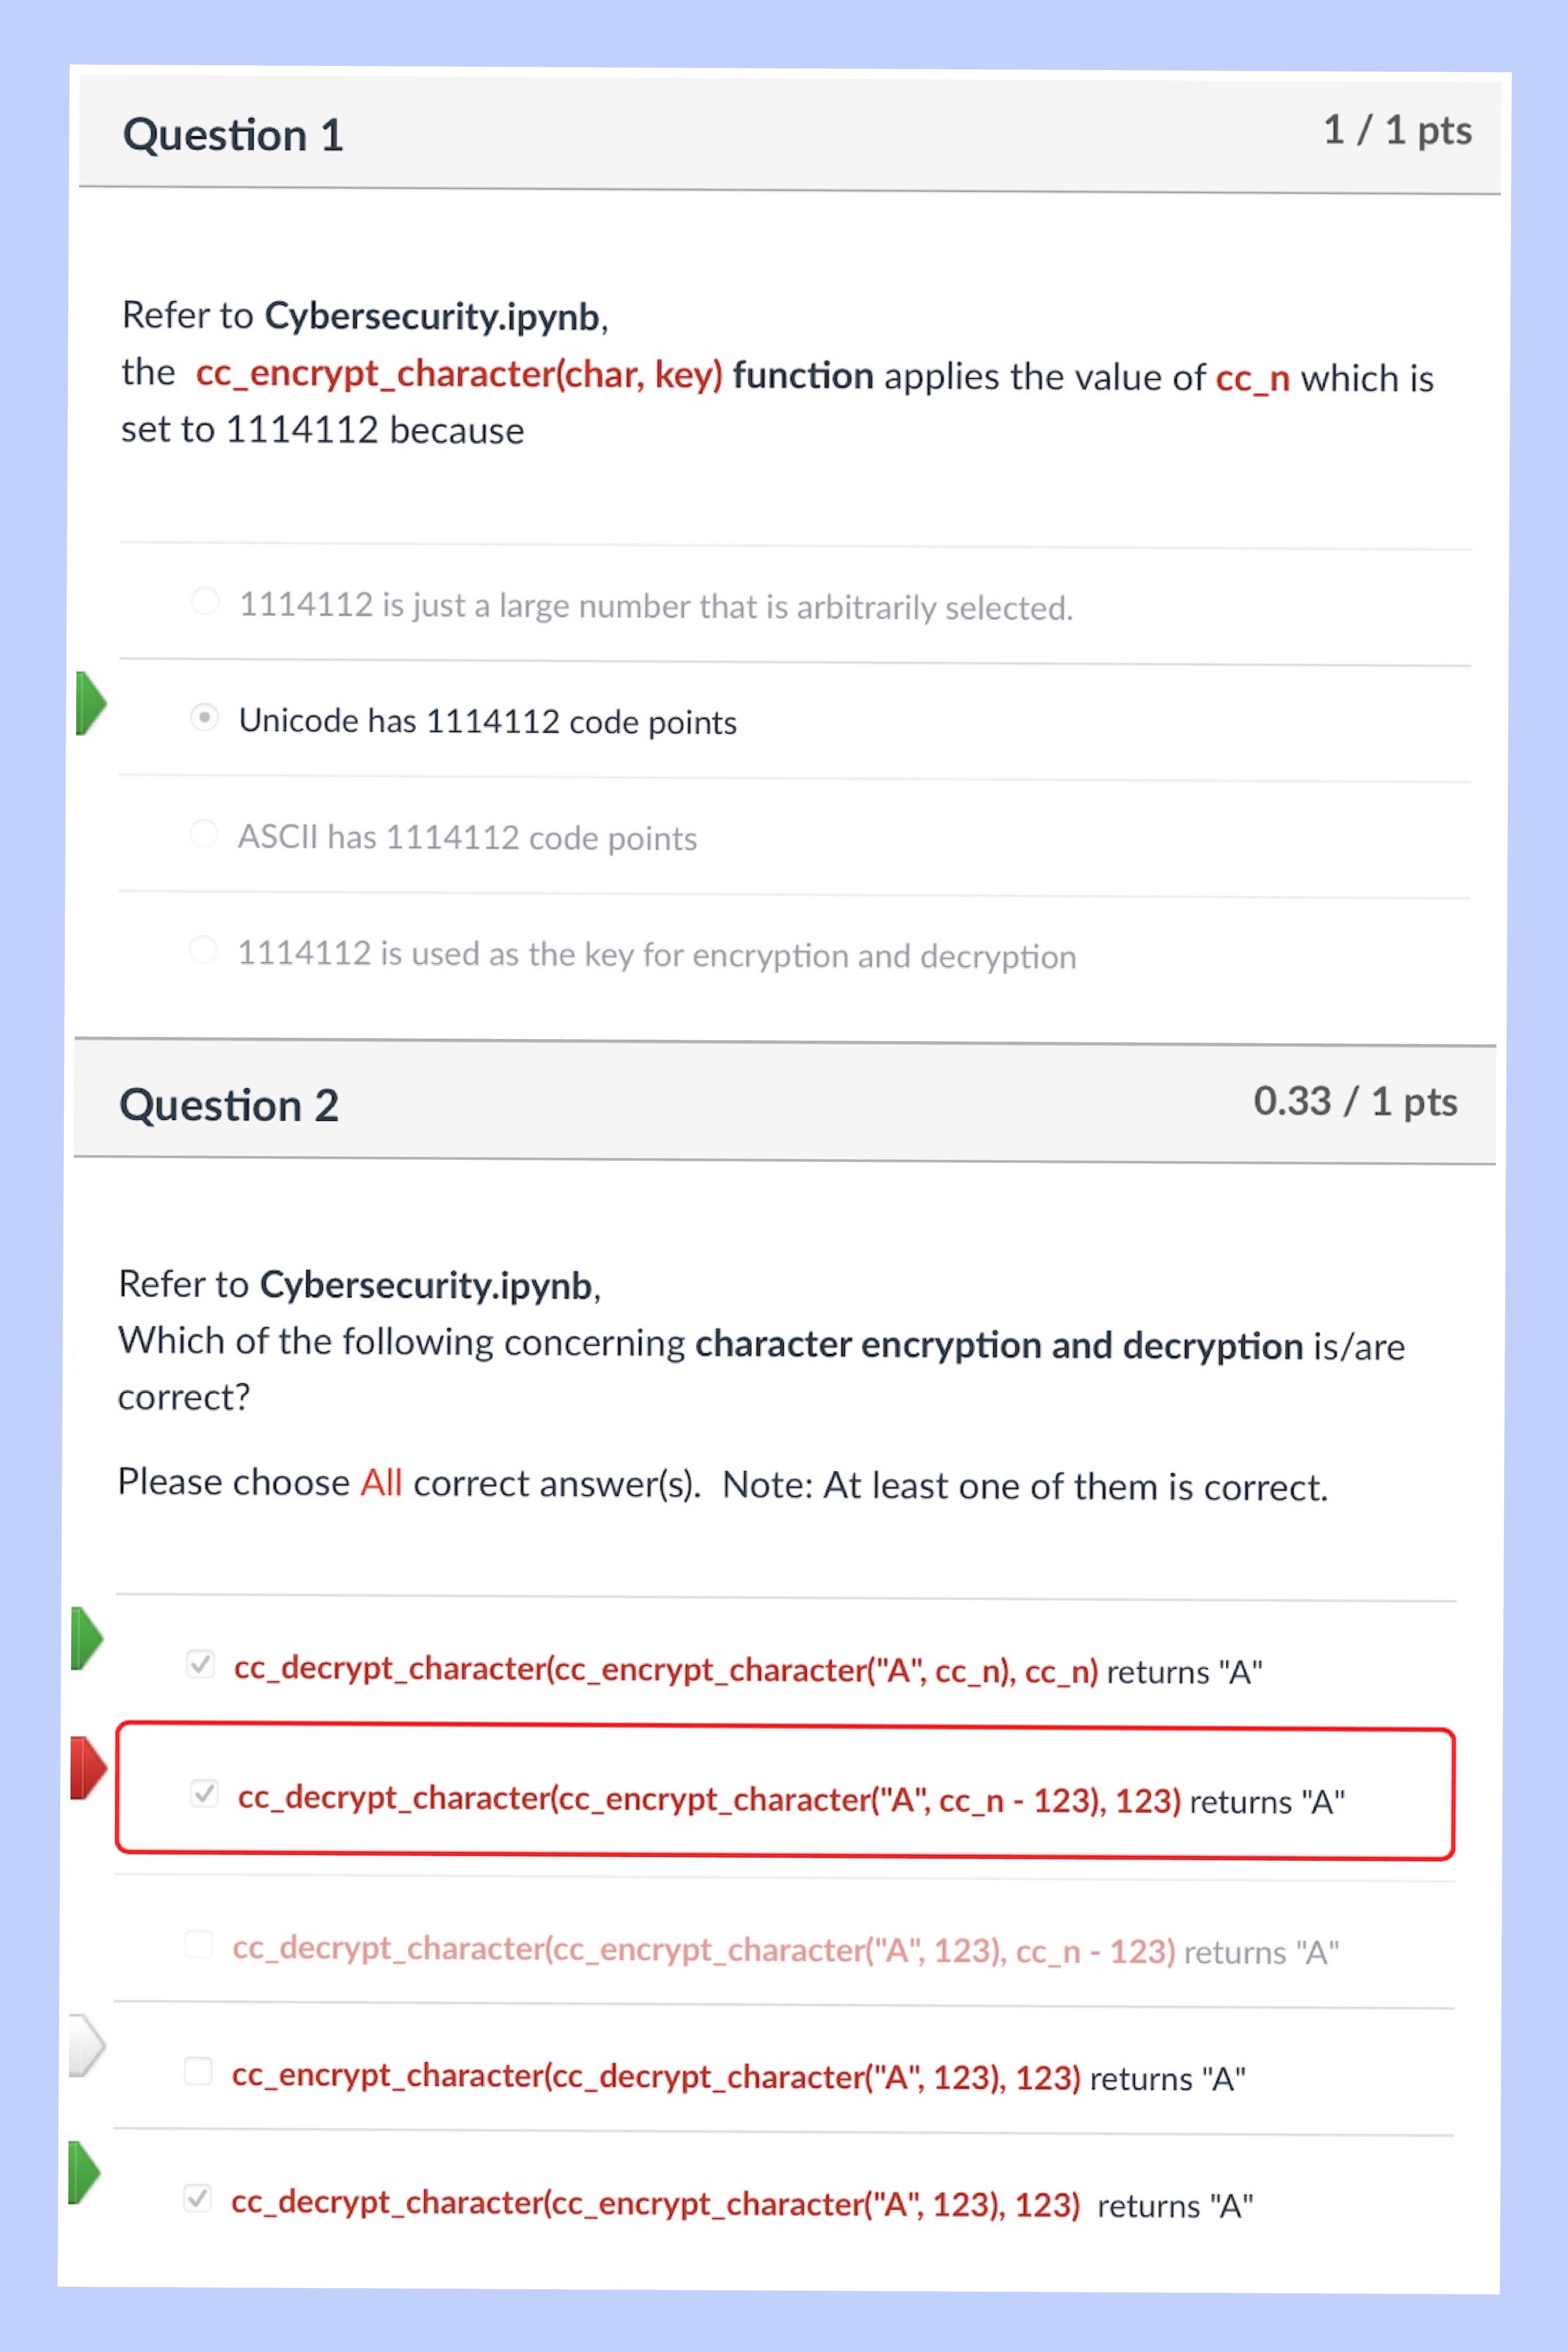 Question 1
1 / 1 pts
Refer to Cybersecurity.ipynb,
the cc_encrypt_character(char, key) function applies the value of cc_n which is
set to 1114112 because
1114112 is just a large number that is arbitrarily selected.
Unicode has 1114112 code points
ASCII has 1114112 code points
1114112 is used as the key for encryption and decryption
Question 2
0.33 / 1 pts
Refer to Cybersecurity.ipynb,
Which of the following concerning character encryption and decryption is/are
correct?
Please choose All correct answer(s). Note: At least one of them is correct.
cc_decrypt_character(cc_encrypt_character("A", cc_n), cc_n) returns "A"
cc_decrypt_character(cc_encrypt_character("A", cc_n - 123), 123) returns "A"
cc_decrypt_character(cc_encrypt_character("A", 123), cc_n - 123) returns "A"
cc_encrypt_character(cc_decrypt_character("A", 123), 123) returns "A"
cc_decrypt_character(cc_encrypt_character("A", 123), 123) returns "A"